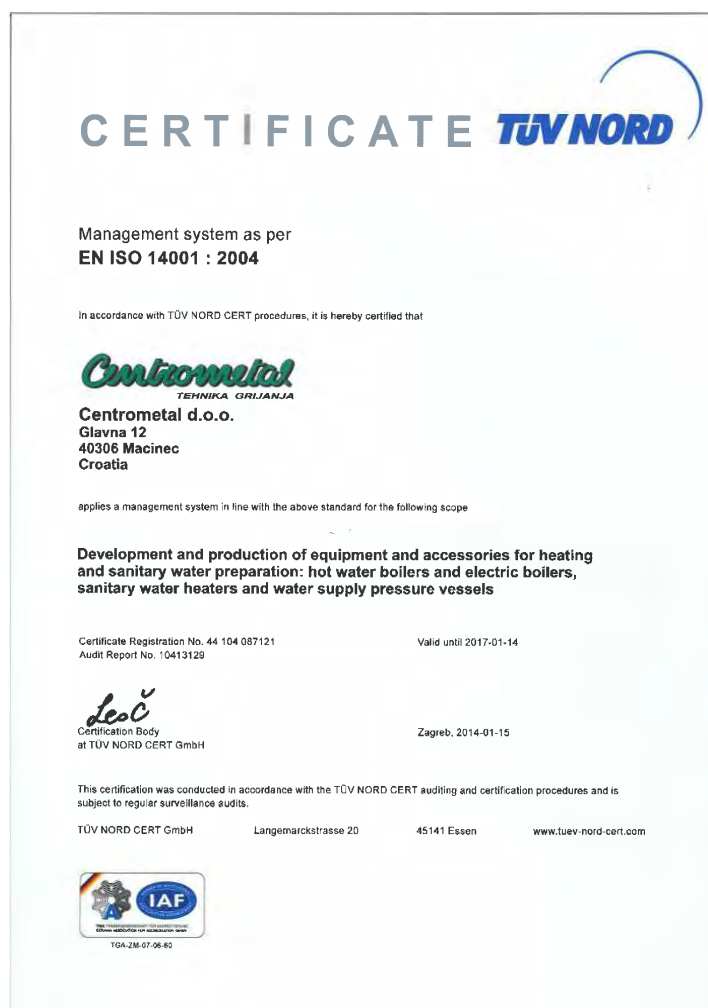 CERTIFICATE
TÜV NORD
Management system as per
EN ISO 14001 : 2004
In accordance with TÜV NORD CERT procedures, it is hereby certified that
Centrometal
TEHNIKA GRIJANJA
Centrometal d.o.o.
Glavna 12
40306 Macinec
Croatia
applies a management system in line with the above standard for the following scope
Development and production of equipment and accessories for heating
and sanitary water preparation: hot water boilers and electric boilers,
sanitary water heaters and water supply pressure vessels
Certificate Registration No. 44 104 087121
Valid until 2017-01-14
Audit Report No. 10413129
Certification Body
at TÜV NORD CERT GmbH
Zagreb, 2014-01-15
This certification was conducted in accordance with the TÜV NORD CERT auditing and certification procedures and is
subject to regular surveillance audits.
TÜV NORD CERT GmbH Langemarckstrasse 20 45141 Essen www.tuev-nord-cert.com
IAF
TGA-ZM-07-06-60